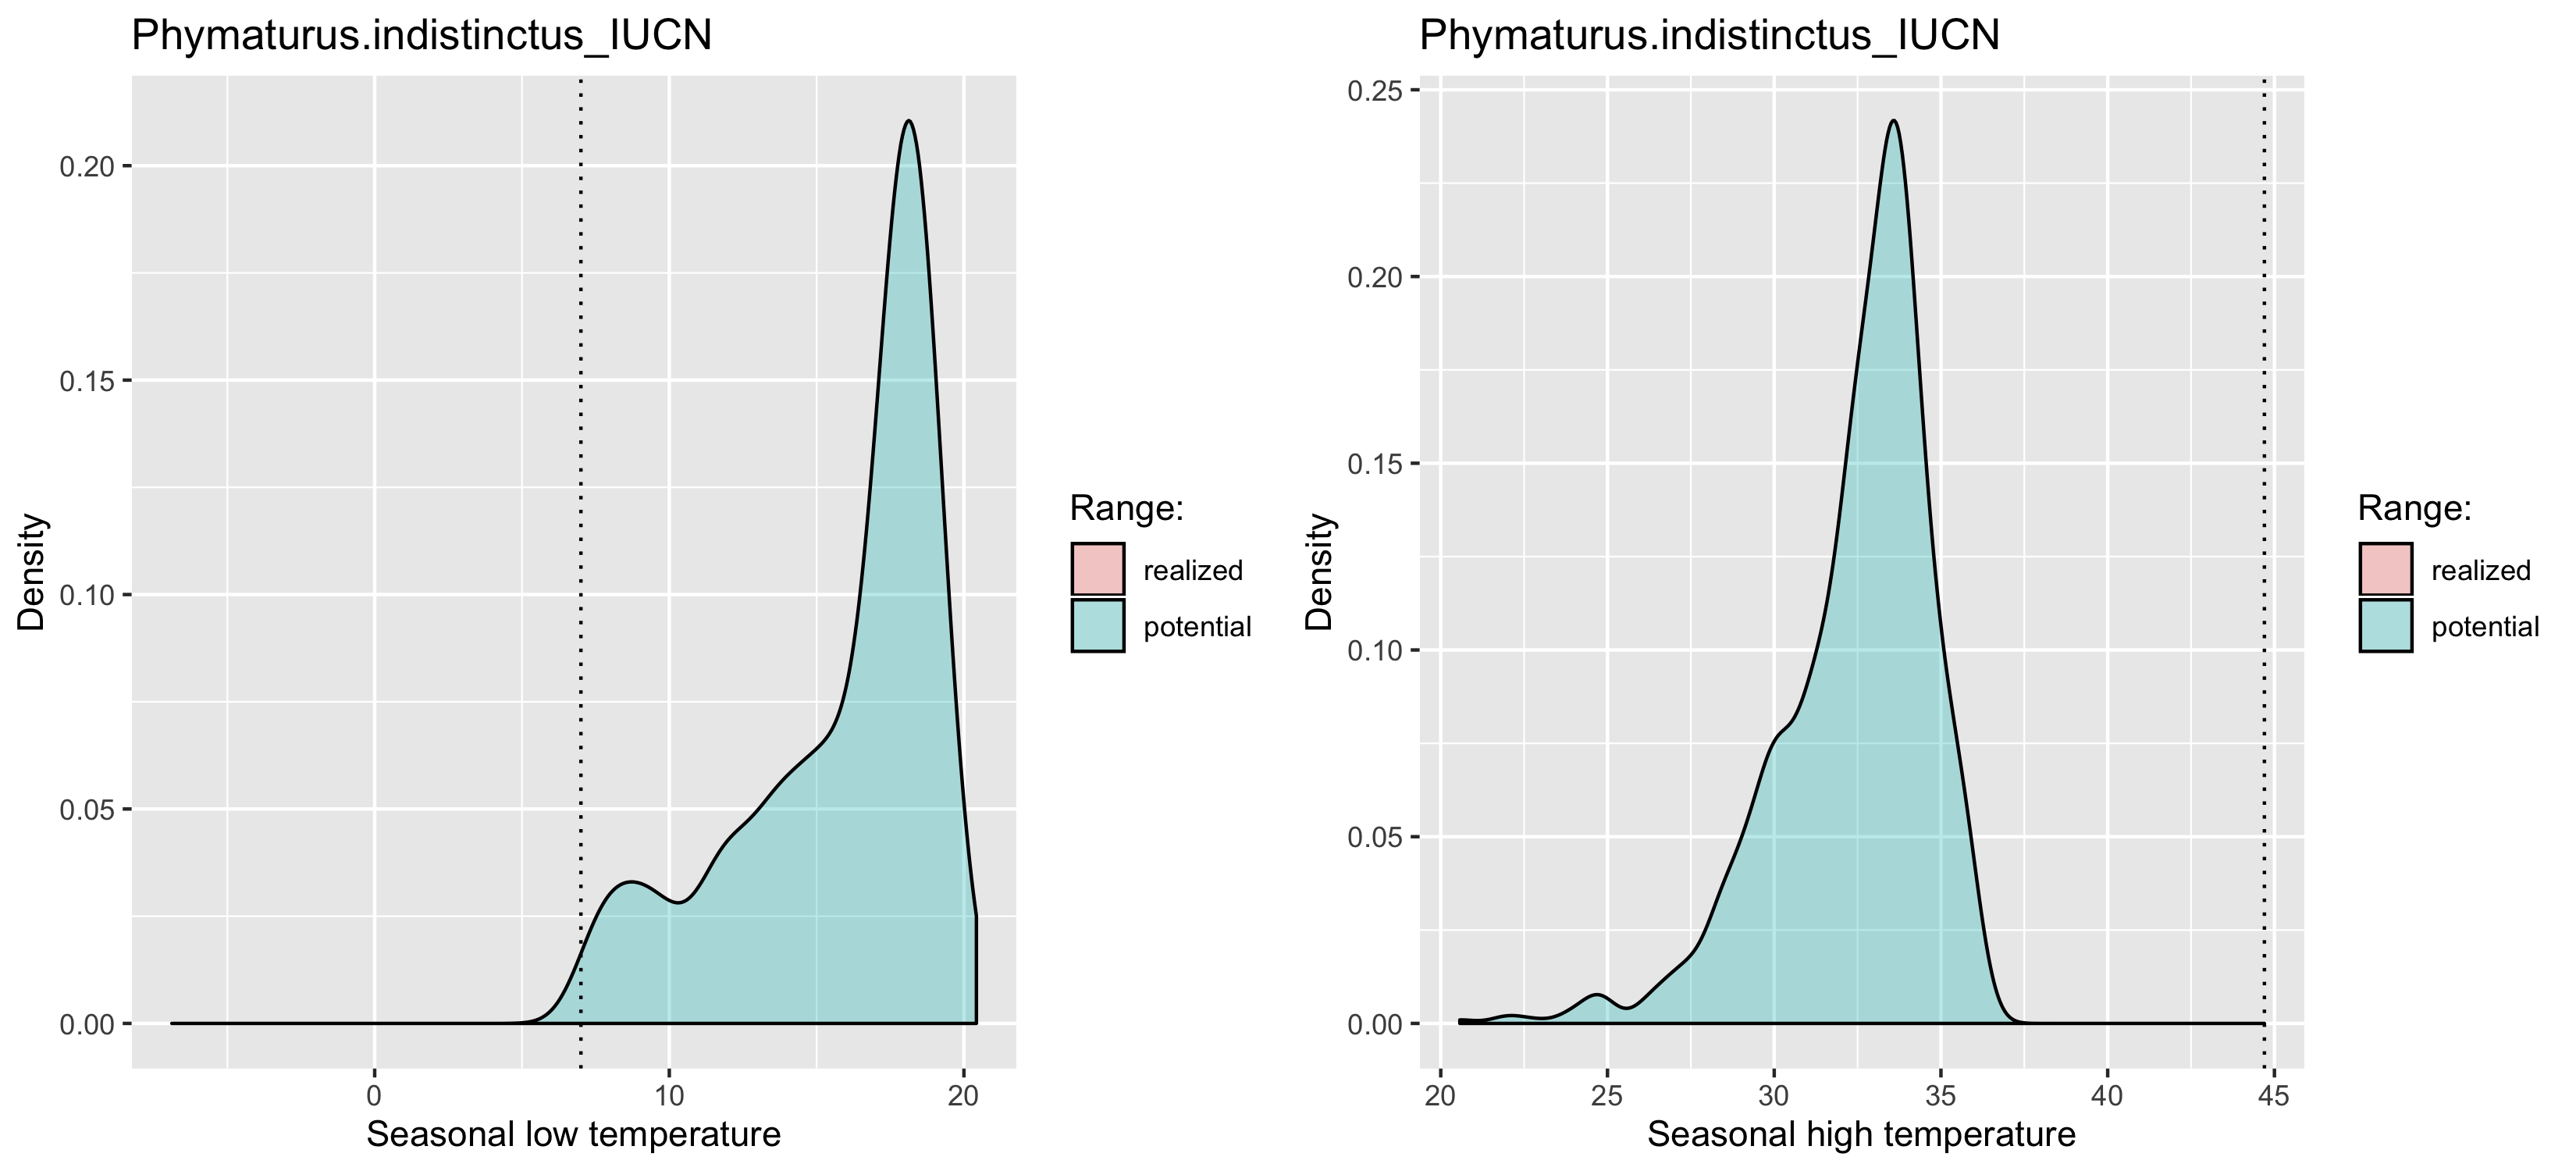 Phymaturus.indistinctus_IUCN
0.20
0.15
0.10
0.05
0.00
Density
0
10
20
Seasonal low temperature
Range:
realized
potential
Phymaturus.indistinctus_IUCN
0.25
0.20
0.15
0.10
0.05
0.00
Density
20
25
30
35
40
45
Seasonal high temperature
Range:
realized
potential